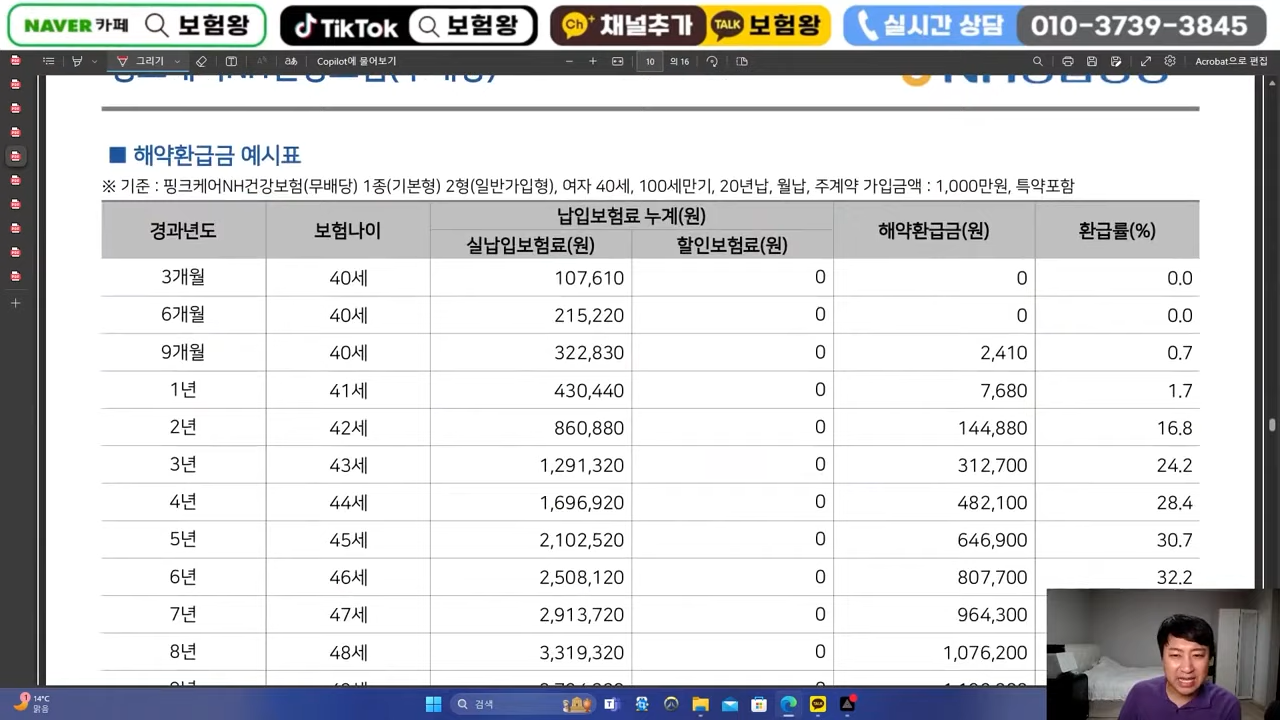 NAVER 카페 보험왕 TikTok 보험왕 Ch+ 채널추가 TALK 보험왕 실시간 상담 010-3739-3845
그리기 Copilot에 물어보기 10 의 16 Acrobat으로 편집
■ 해약환급금 예시표
※ 기준 : 핑크케어NH건강보험(무배당) 1종(기본형) 2형(일반가입형), 여자 40세, 100세만기, 20년납, 월납, 주계약 가입금액 : 1,000만원, 특약포함
경과년도 보험나이 납입보험료 누계(원) 해약환급금(원) 환급률(%)
실납입보험료(원) 할인보험료(원)
3개월 40세 107,610 0 0 0.0
6개월 40세 215,220 0 0 0.0
9개월 40세 322,830 0 2,410 0.7
1년 41세 430,440 0 7,680 1.7
2년 42세 860,880 0 144,880 16.8
3년 43세 1,291,320 0 312,700 24.2
4년 44세 1,696,920 0 482,100 28.4
5년 45세 2,102,520 0 646,900 30.7
6년 46세 2,508,120 0 807,700 32.2
7년 47세 2,913,720 0 964,300
8년 48세 3,319,320 0 1,076,200
14°C
맑음
검색